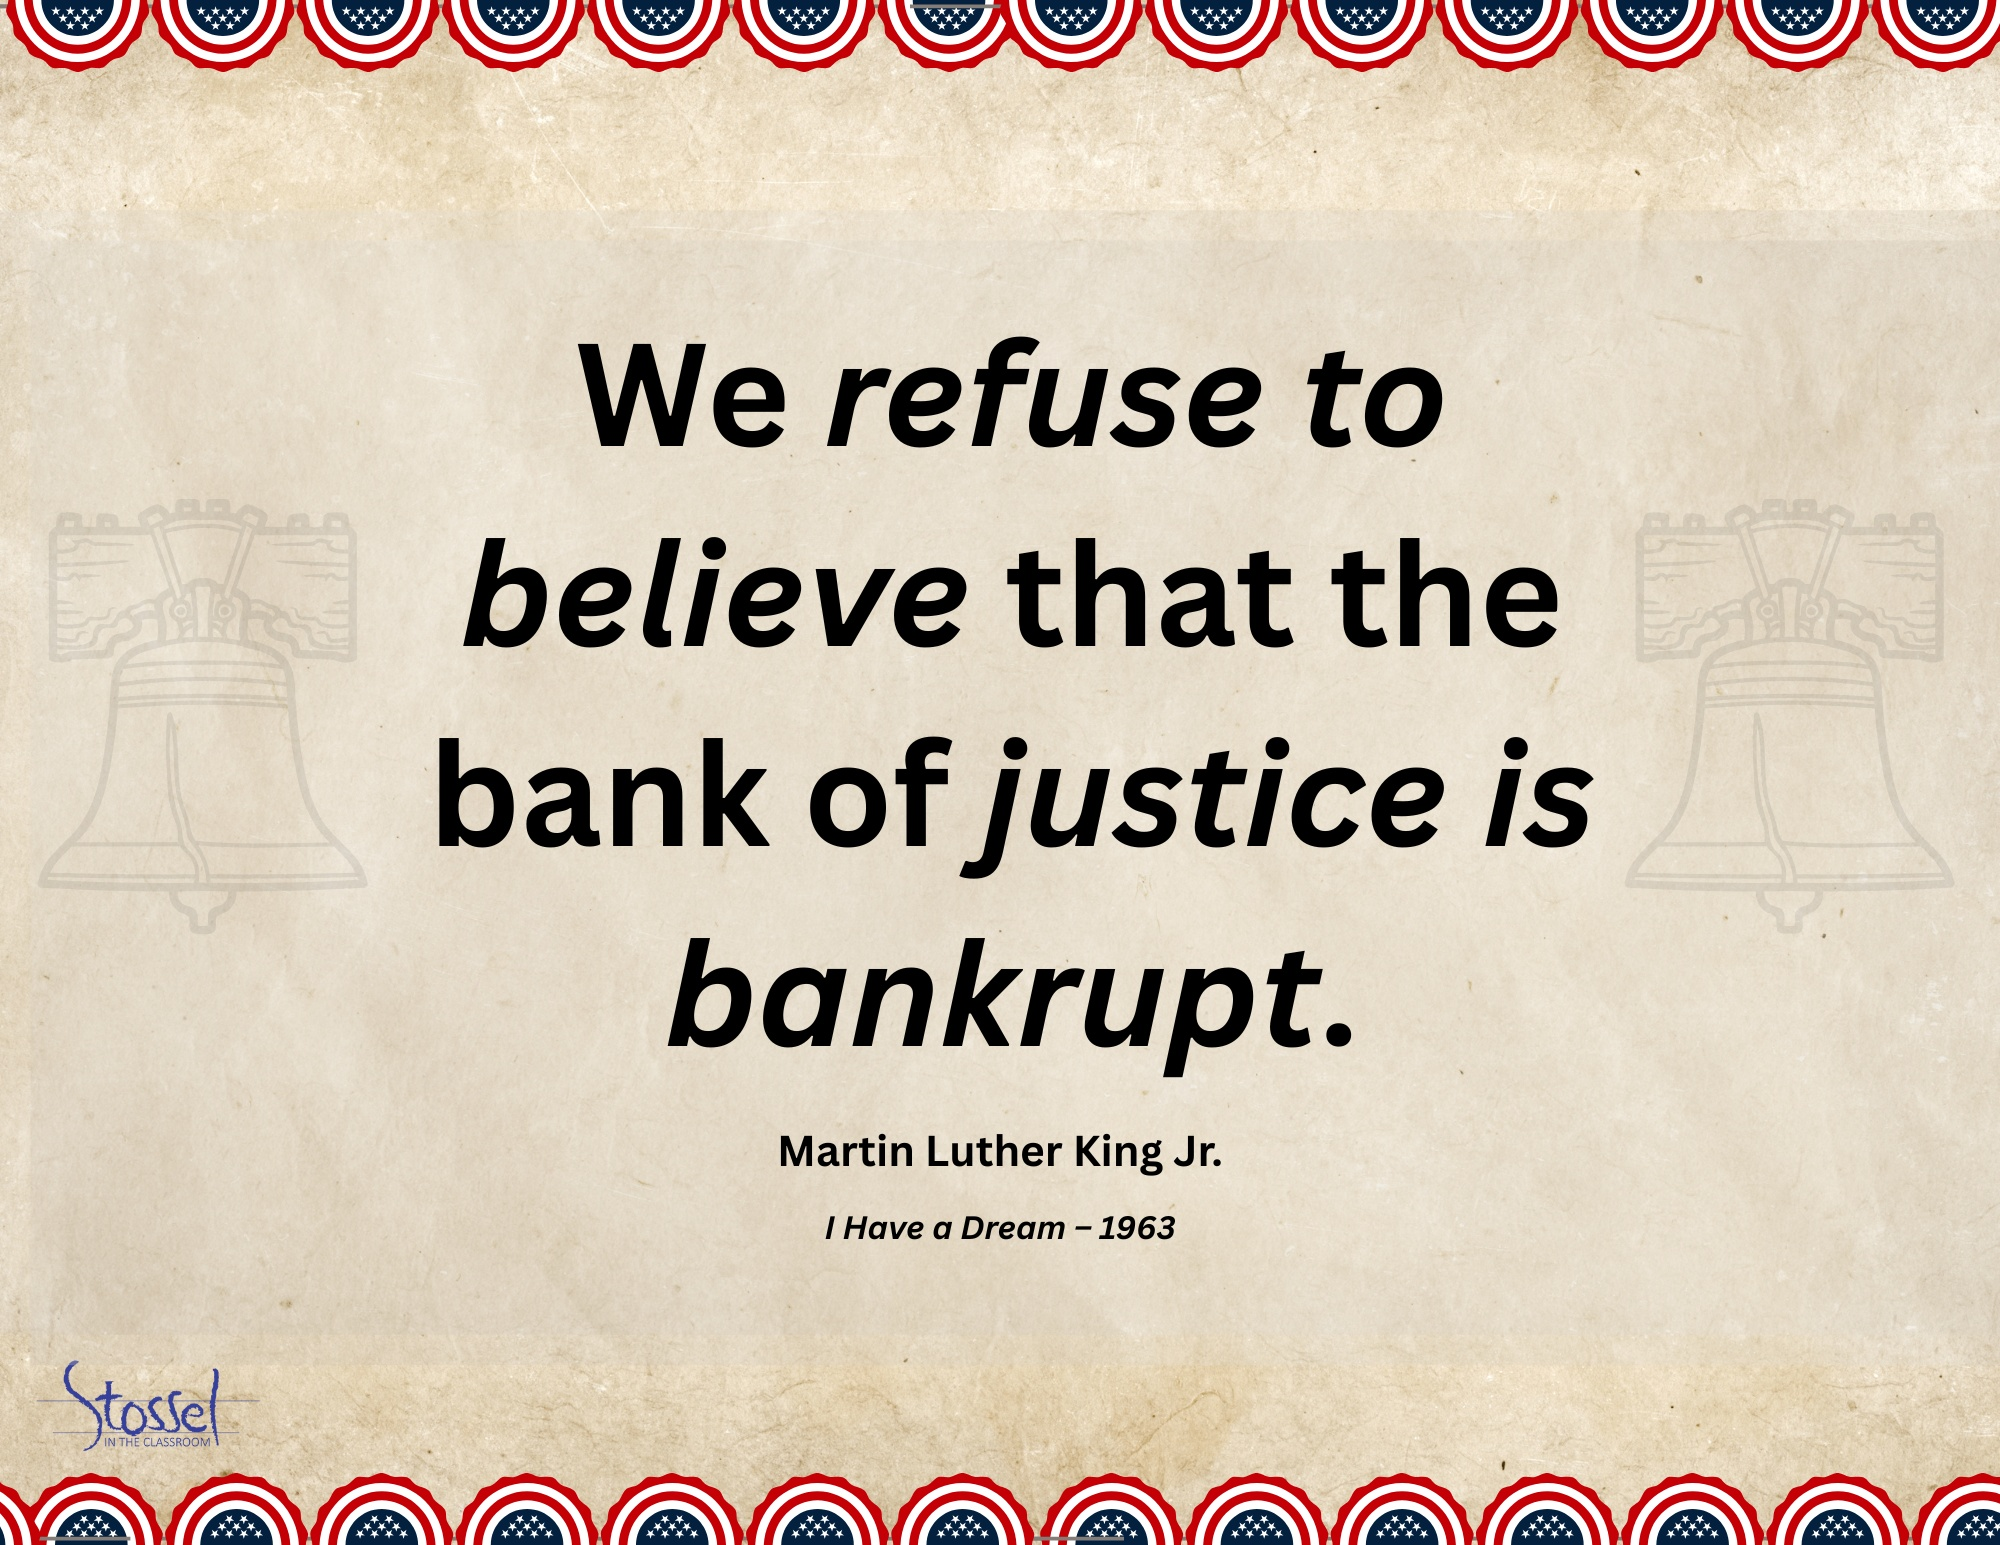 We refuse to
believe that the
bank of justice is
bankrupt.
Martin Luther King Jr.
I Have a Dream – 1963
Stossel
IN THE CLASSROOM